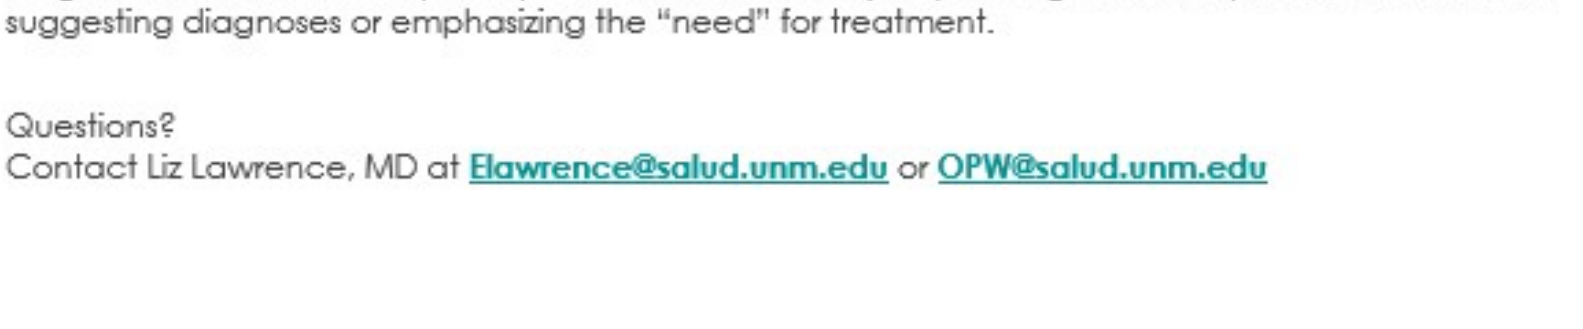 suggesting diagnoses or emphasizing the “need” for treatment.
Questions?
Contact Liz Lawrence, MD at Elawrence@salud.unm.edu or OPW@salud.unm.edu